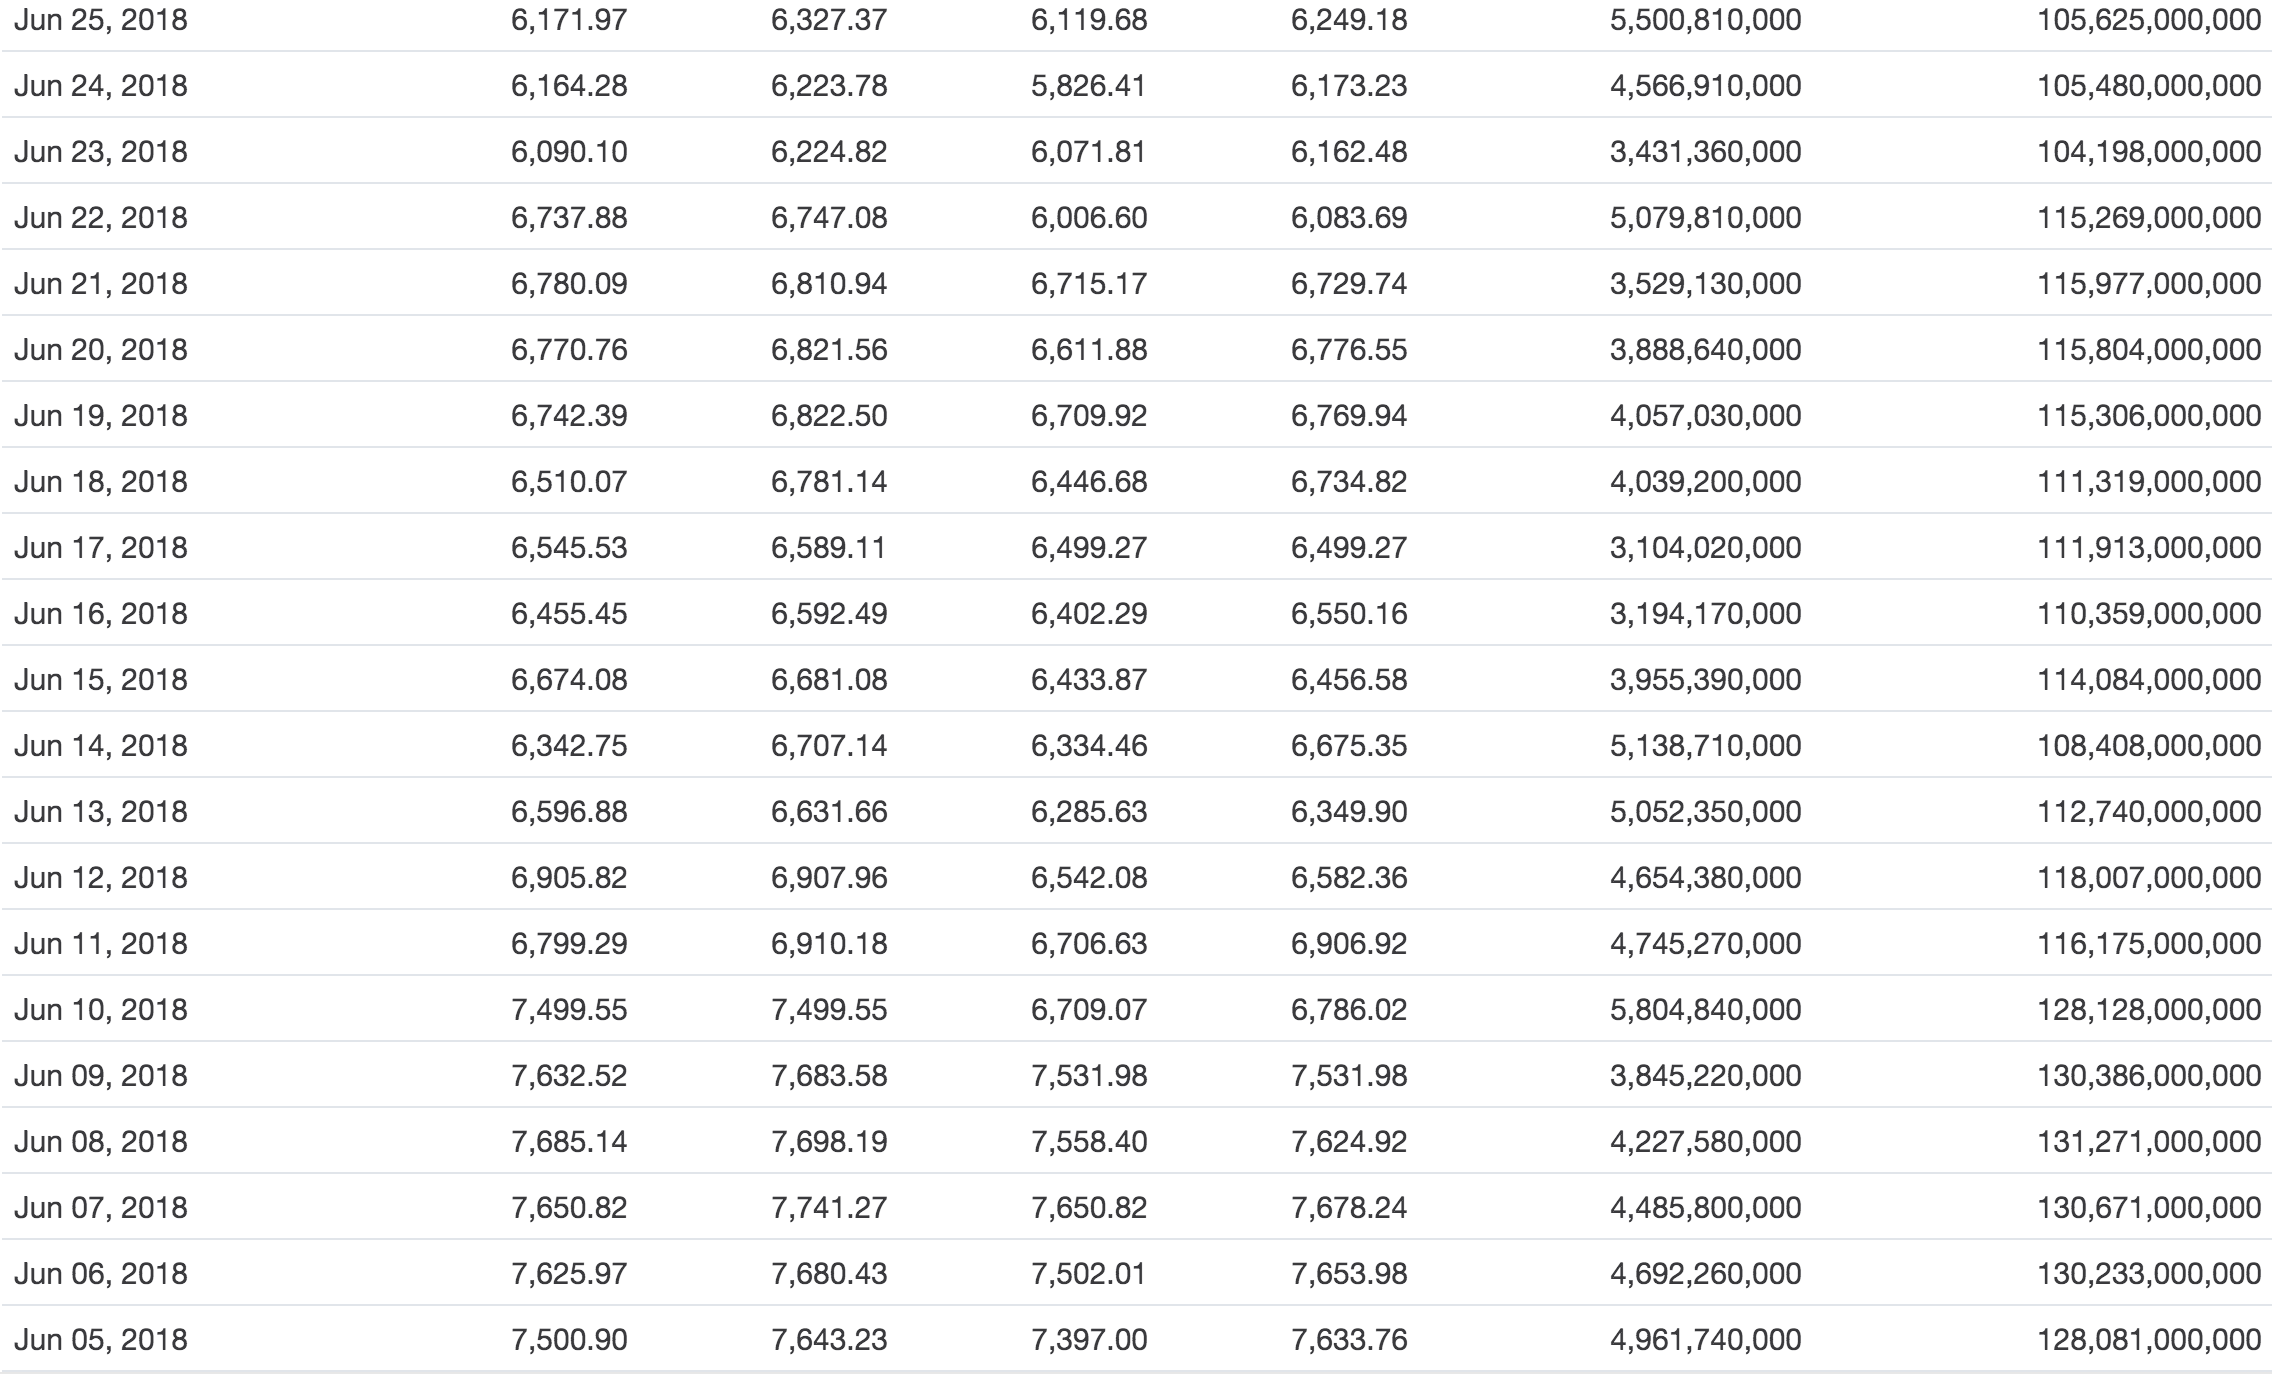 Jun 25, 2018 6,171.97 6,327.37 6,119.68 6,249.18 5,500,810,000 105,625,000,000
Jun 24, 2018 6,164.28 6,223.78 5,826.41 6,173.23 4,566,910,000 105,480,000,000
Jun 23, 2018 6,090.10 6,224.82 6,071.81 6,162.48 3,431,360,000 104,198,000,000
Jun 22, 2018 6,737.88 6,747.08 6,006.60 6,083.69 5,079,810,000 115,269,000,000
Jun 21, 2018 6,780.09 6,810.94 6,715.17 6,729.74 3,529,130,000 115,977,000,000
Jun 20, 2018 6,770.76 6,821.56 6,611.88 6,776.55 3,888,640,000 115,804,000,000
Jun 19, 2018 6,742.39 6,822.50 6,709.92 6,769.94 4,057,030,000 115,306,000,000
Jun 18, 2018 6,510.07 6,781.14 6,446.68 6,734.82 4,039,200,000 111,319,000,000
Jun 17, 2018 6,545.53 6,589.11 6,499.27 6,499.27 3,104,020,000 111,913,000,000
Jun 16, 2018 6,455.45 6,592.49 6,402.29 6,550.16 3,194,170,000 110,359,000,000
Jun 15, 2018 6,674.08 6,681.08 6,433.87 6,456.58 3,955,390,000 114,084,000,000
Jun 14, 2018 6,342.75 6,707.14 6,334.46 6,675.35 5,138,710,000 108,408,000,000
Jun 13, 2018 6,596.88 6,631.66 6,285.63 6,349.90 5,052,350,000 112,740,000,000
Jun 12, 2018 6,905.82 6,907.96 6,542.08 6,582.36 4,654,380,000 118,007,000,000
Jun 11, 2018 6,799.29 6,910.18 6,706.63 6,906.92 4,745,270,000 116,175,000,000
Jun 10, 2018 7,499.55 7,499.55 6,709.07 6,786.02 5,804,840,000 128,128,000,000
Jun 09, 2018 7,632.52 7,683.58 7,531.98 7,531.98 3,845,220,000 130,386,000,000
Jun 08, 2018 7,685.14 7,698.19 7,558.40 7,624.92 4,227,580,000 131,271,000,000
Jun 07, 2018 7,650.82 7,741.27 7,650.82 7,678.24 4,485,800,000 130,671,000,000
Jun 06, 2018 7,625.97 7,680.43 7,502.01 7,653.98 4,692,260,000 130,233,000,000
Jun 05, 2018 7,500.90 7,643.23 7,397.00 7,633.76 4,961,740,000 128,081,000,000